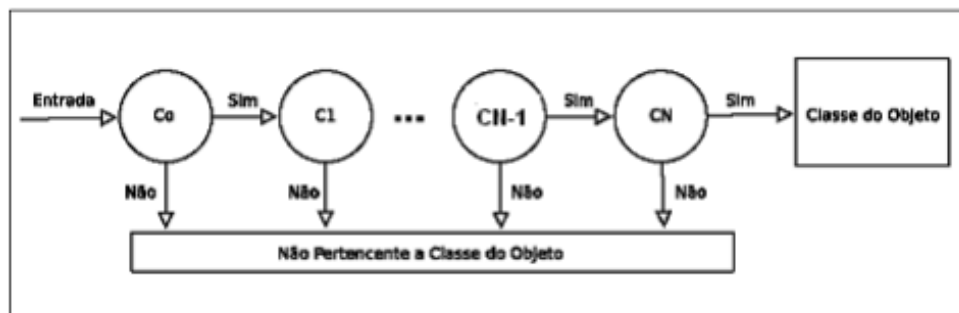 Entrada
Co
Sim
C1
...
CN-1
Sim
CN
Sim
Classe do Objeto
Não
Não
Não
Não
Não Pertencente a Classe do Objeto